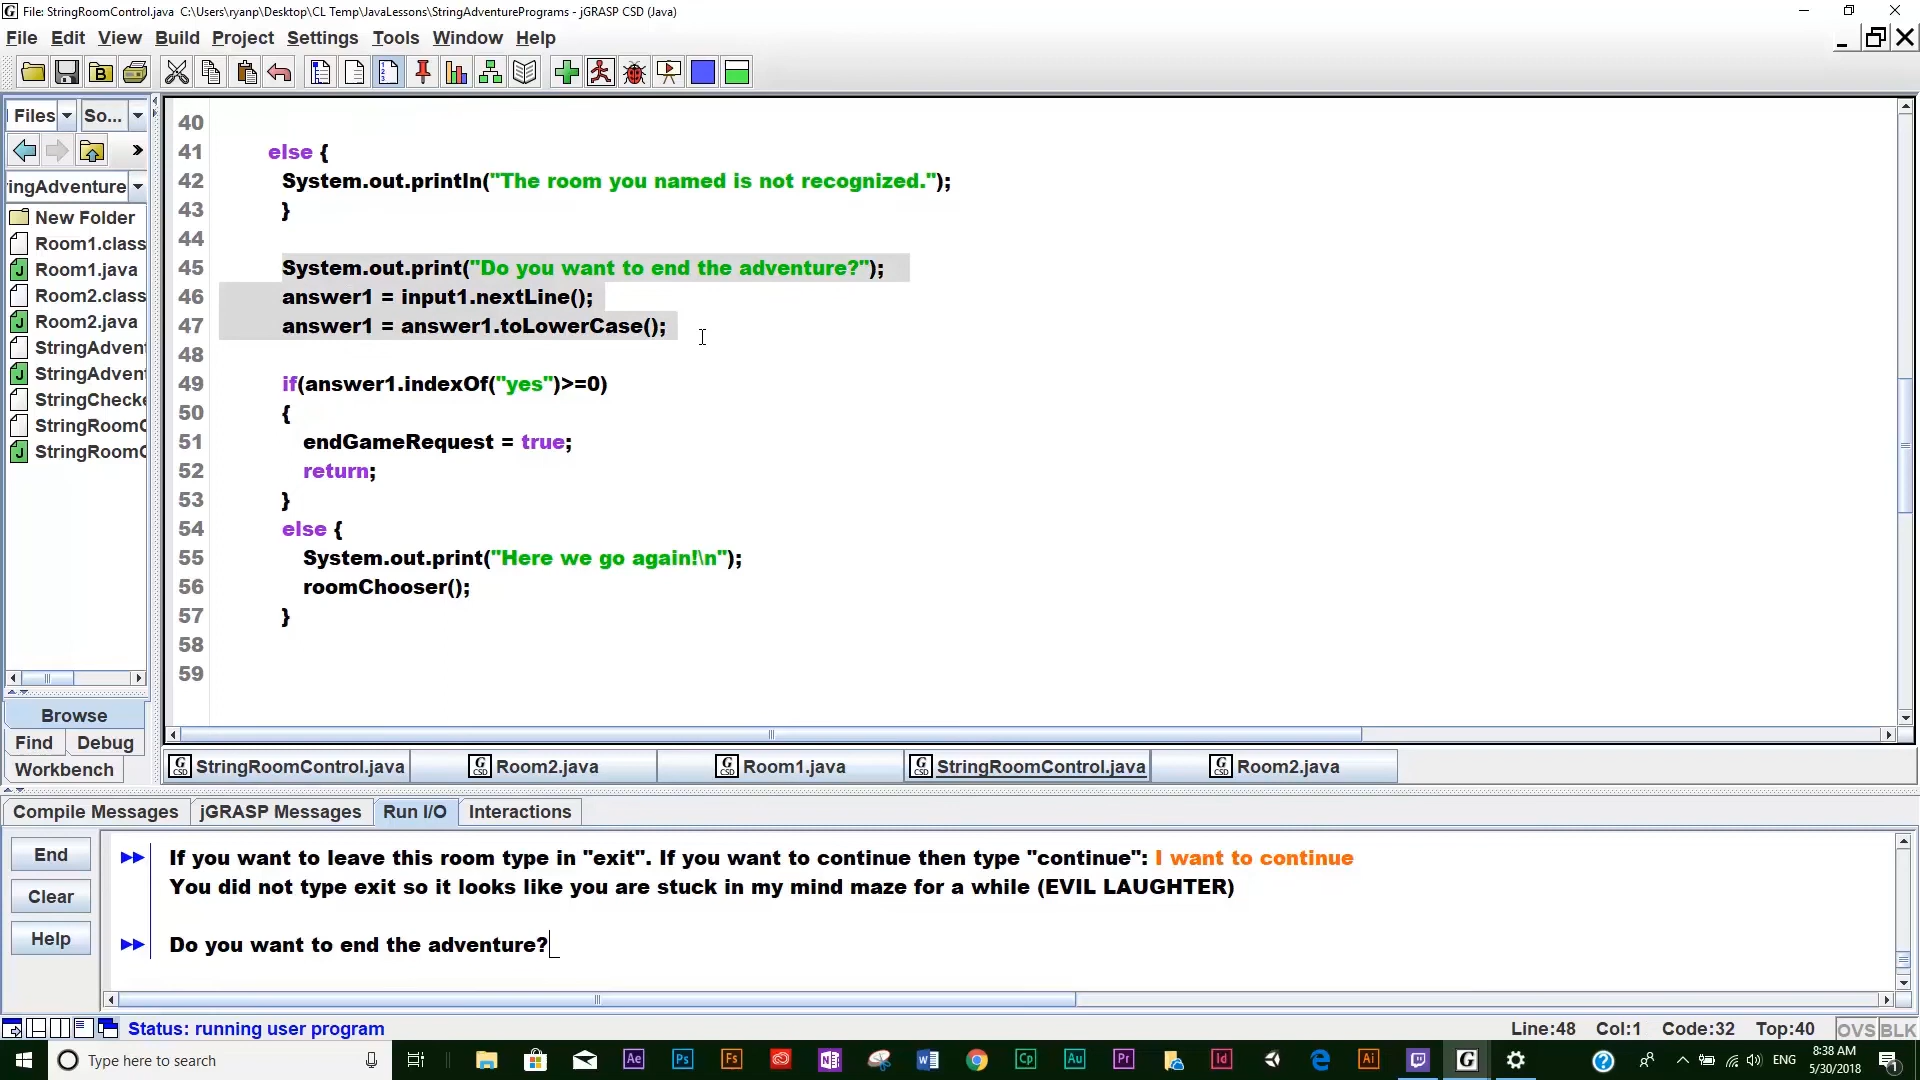 File: StringRoomControl.java  C:\Users\ryanp\Desktop\CL Temp\JavaLessons\StringAdventurePrograms - jGRASP CSD (Java)
File Edit View Build Project Settings Tools Window Help
Files So...
ringAdventure
New Folder
Room1.class
Room1.java
Room2.class
Room2.java
StringAdvent
StringAdvent
StringChecke
StringRoomC
StringRoomC
Browse
Find Debug
Workbench
40
41 else {
42 System.out.println("The room you named is not recognized.");
43 }
44
45 System.out.print("Do you want to end the adventure?");
46 answer1 = input1.nextLine();
47 answer1 = answer1.toLowerCase();
48
49 if(answer1.indexOf("yes")>=0)
50 {
51 endGameRequest = true;
52 return;
53 }
54 else {
55 System.out.print("Here we go again!\n");
56 roomChooser();
57 }
58
59
StringRoomControl.java Room2.java Room1.java StringRoomControl.java Room2.java
Compile Messages jGRASP Messages Run I/O Interactions
End
Clear
Help
If you want to leave this room type in "exit". If you want to continue then type "continue": I want to continue
You did not type exit so it looks like you are stuck in my mind maze for a while (EVIL LAUGHTER)
Do you want to end the adventure?
Status: running user program
Line:48 Col:1 Code:32 Top:40 OVS BLK
Type here to search
Ae Ps Fs N W Cp Au Pr Id Ai G
ENG
8:38 AM
5/30/2018
1